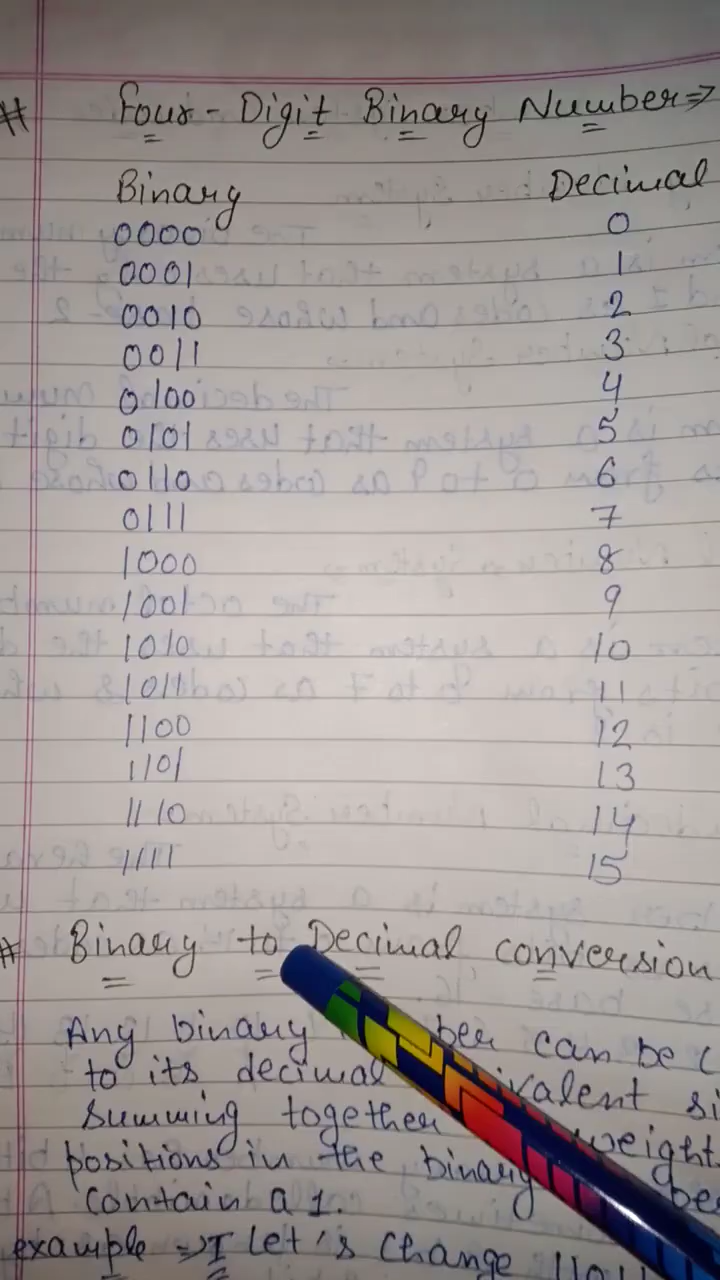 # Four - Digit Binary Number ⇒
Binary Decimal
0000 0
0001 1
0010 2
0011 3
0100 4
0101 5
0110 6
0111 7
1000 8
1001 9
1010 10
1011 11
1100 12
1101 13
1110 14
1111 15
# Binary to Decimal conversion
Any binary ber can be
to its decimal ivalent si
summing together weight
positions in the binary be
contain a 1.
example ⇒ I Let's change